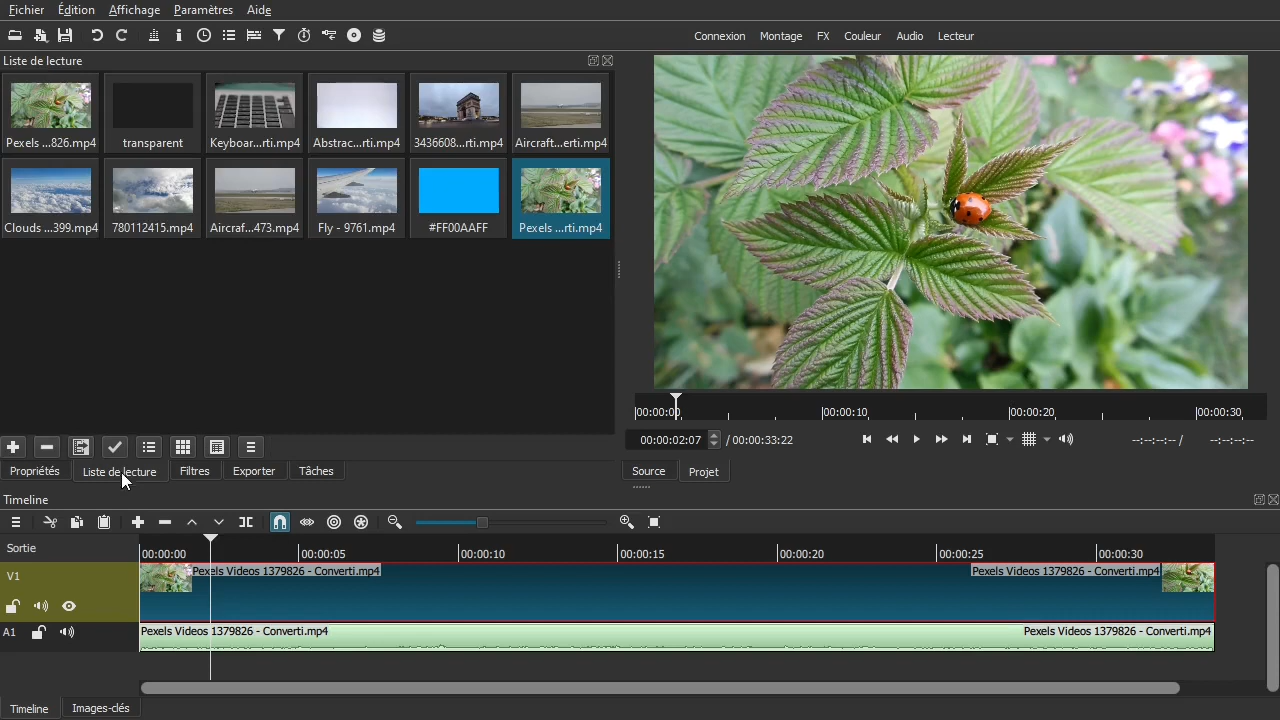 Fichier Édition Affichage Paramètres Aide
Connexion Montage FX Couleur Audio Lecteur
Liste de lecture
Pexels ...826.mp4 transparent Keyboar...rti.mp4 Abstrac...rti.mp4 3436608...rti.mp4 Aircraft...erti.mp4
Clouds ...399.mp4 780112415.mp4 Aircraf...473.mp4 Fly - 9761.mp4 #FF00AAFF Pexels ...rti.mp4
00:00:00 00:00:10 00:00:20 00:00:30
00:00:02:07 / 00:00:33:22 --:--:--:-- / --:--:--:--
Propriétés Liste de lecture Filtres Exporter Tâches
Source Projet
Timeline
Sortie 00:00:00 00:00:05 00:00:10 00:00:15 00:00:20 00:00:25 00:00:30
V1 Pexels Videos 1379826 - Converti.mp4 Pexels Videos 1379826 - Converti.mp4
A1 Pexels Videos 1379826 - Converti.mp4 Pexels Videos 1379826 - Converti.mp4
Timeline Images-clés